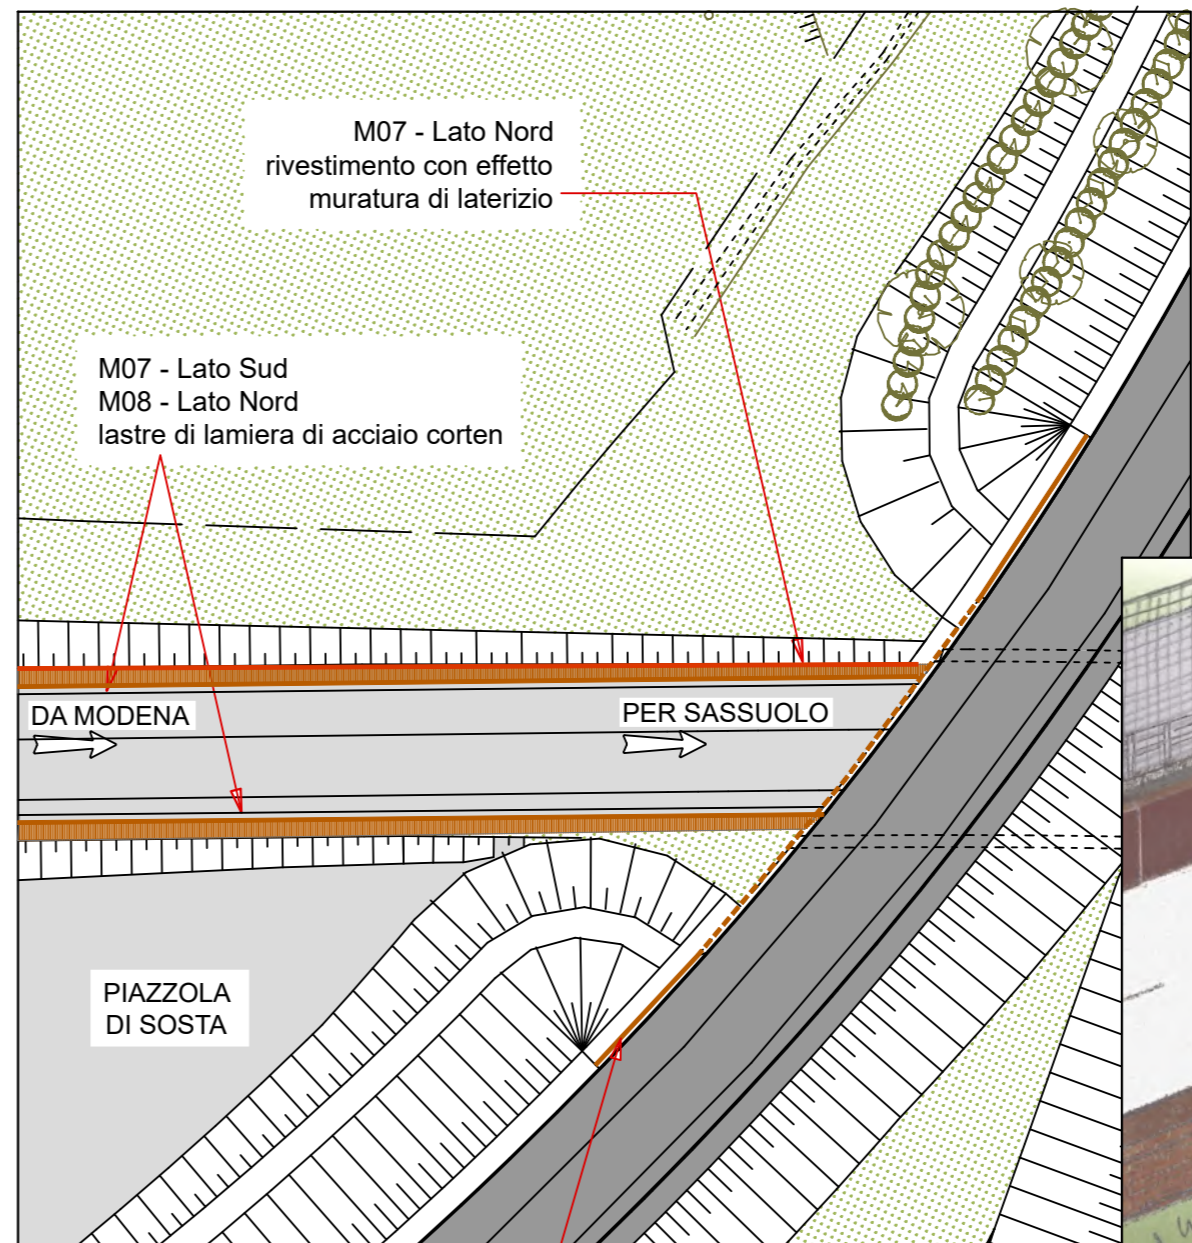 M07 - Lato Nord
rivestimento con effetto
muratura di laterizio
M07 - Lato Sud
M08 - Lato Nord
lastre di lamiera di acciaio corten
DA MODENA
PER SASSUOLO
PIAZZOLA
DI SOSTA